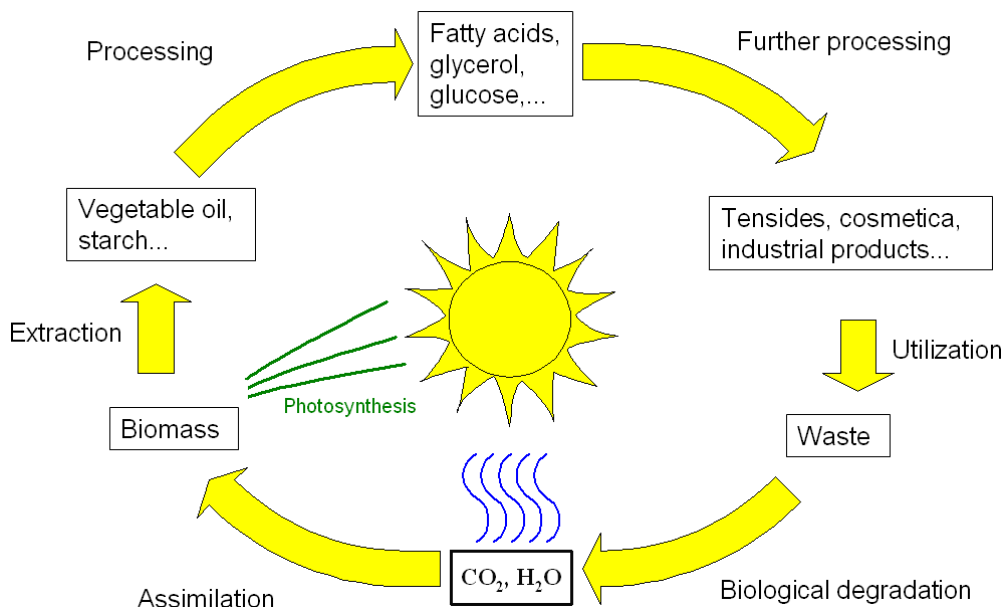 Processing
Fatty acids,
glycerol,
glucose,...
Further processing
Vegetable oil,
starch...
Tensides, cosmetica,
industrial products...
Extraction
Utilization
Photosynthesis
Biomass
Waste
CO₂, H₂O
Assimilation
Biological degradation